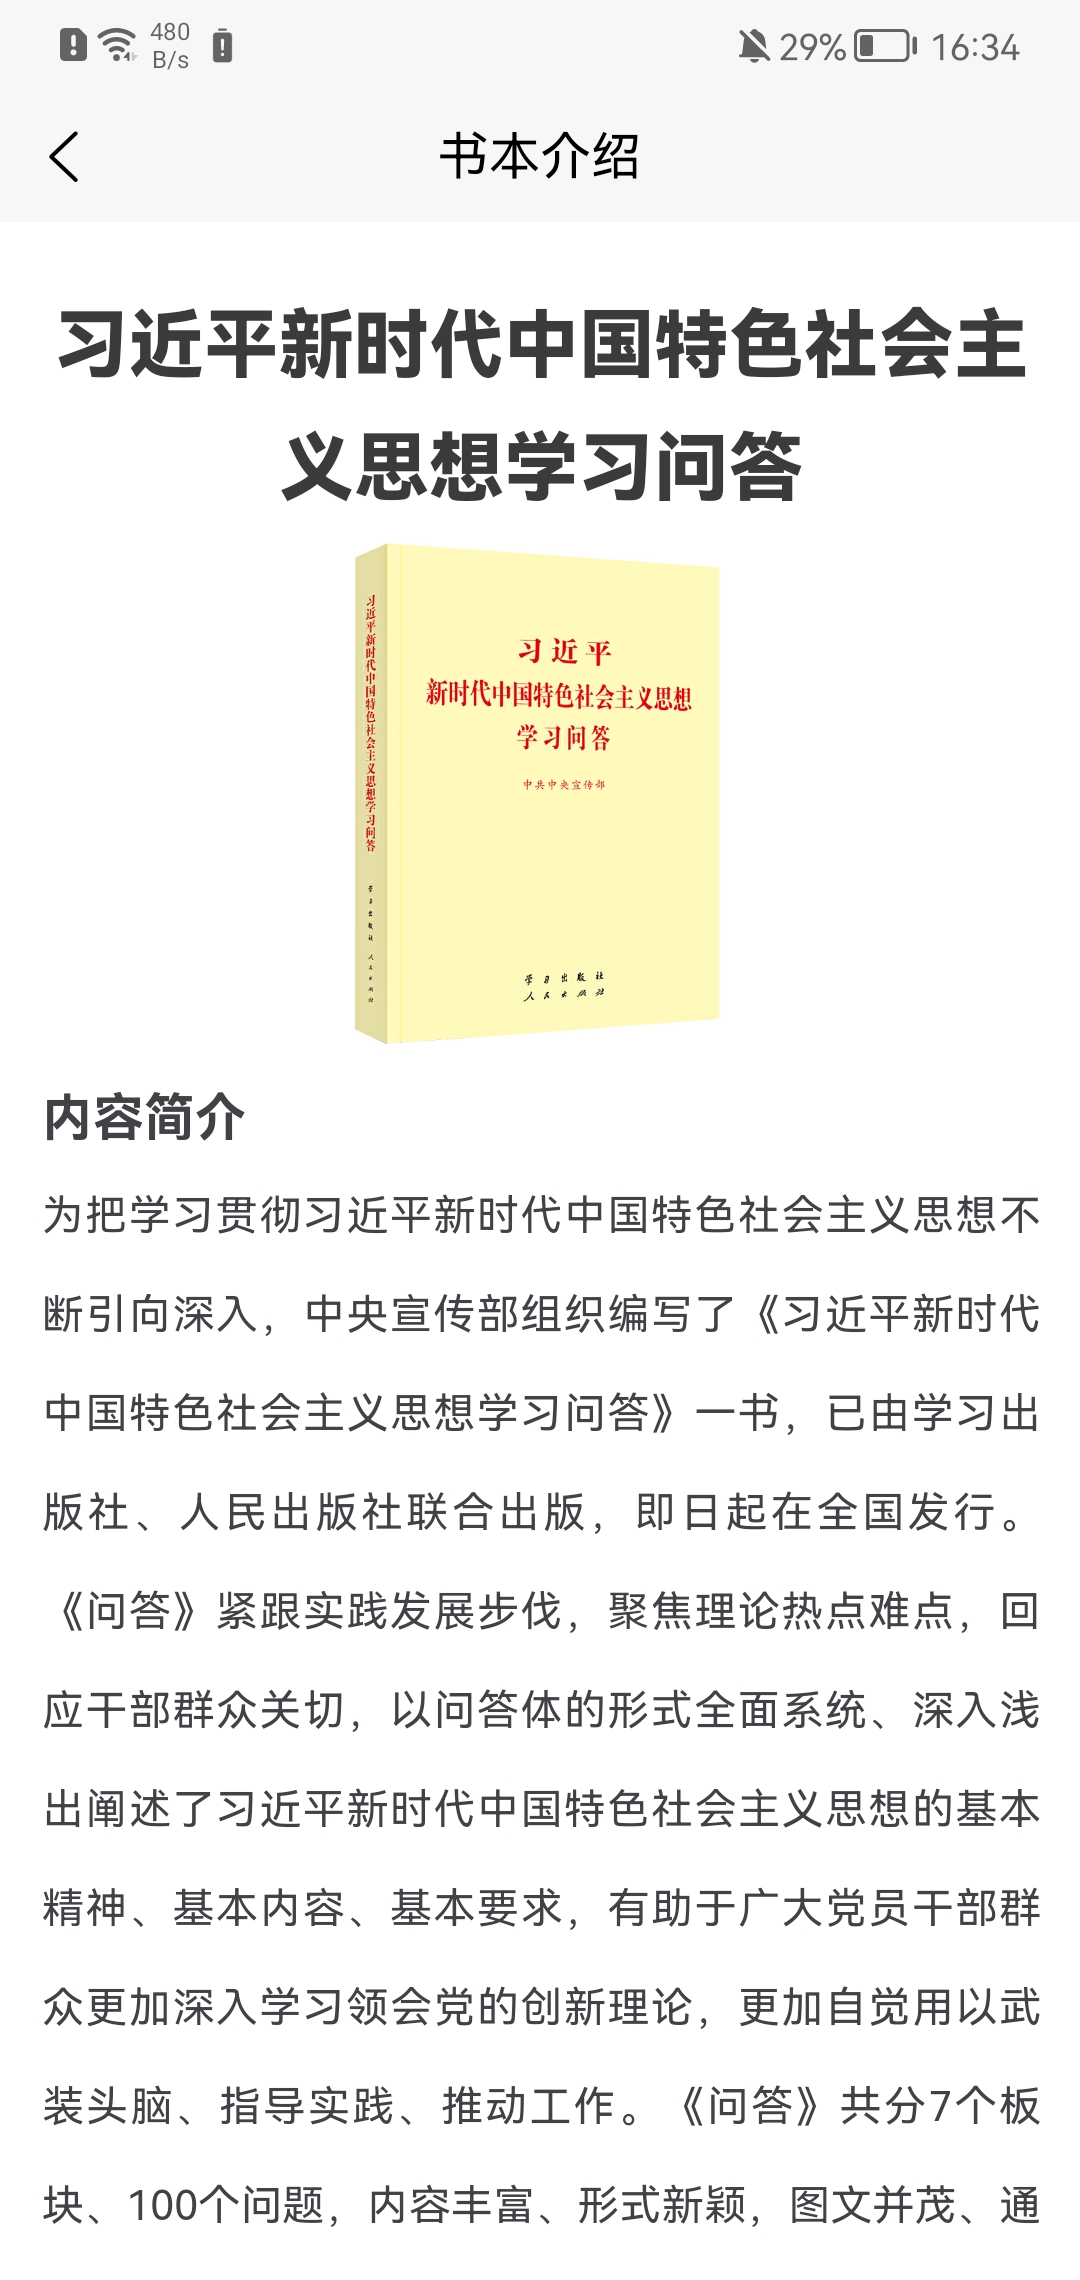 480
B/s
29%
16:34
书本介绍
习近平新时代中国特色社会主
义思想学习问答
习近平新时代中国特色社会主义思想学习问答
学习出版社
人民出版社
习近平
新时代中国特色社会主义思想
学习问答
中共中央宣传部
学习出版社
人民出版社
内容简介
为把学习贯彻习近平新时代中国特色社会主义思想不
断引向深入，中央宣传部组织编写了《习近平新时代
中国特色社会主义思想学习问答》一书，已由学习出
版社、人民出版社联合出版，即日起在全国发行。
《问答》紧跟实践发展步伐，聚焦理论热点难点，回
应干部群众关切，以问答体的形式全面系统、深入浅
出阐述了习近平新时代中国特色社会主义思想的基本
精神、基本内容、基本要求，有助于广大党员干部群
众更加深入学习领会党的创新理论，更加自觉用以武
装头脑、指导实践、推动工作。《问答》共分7个板
块、100个问题，内容丰富、形式新颖，图文并茂、通